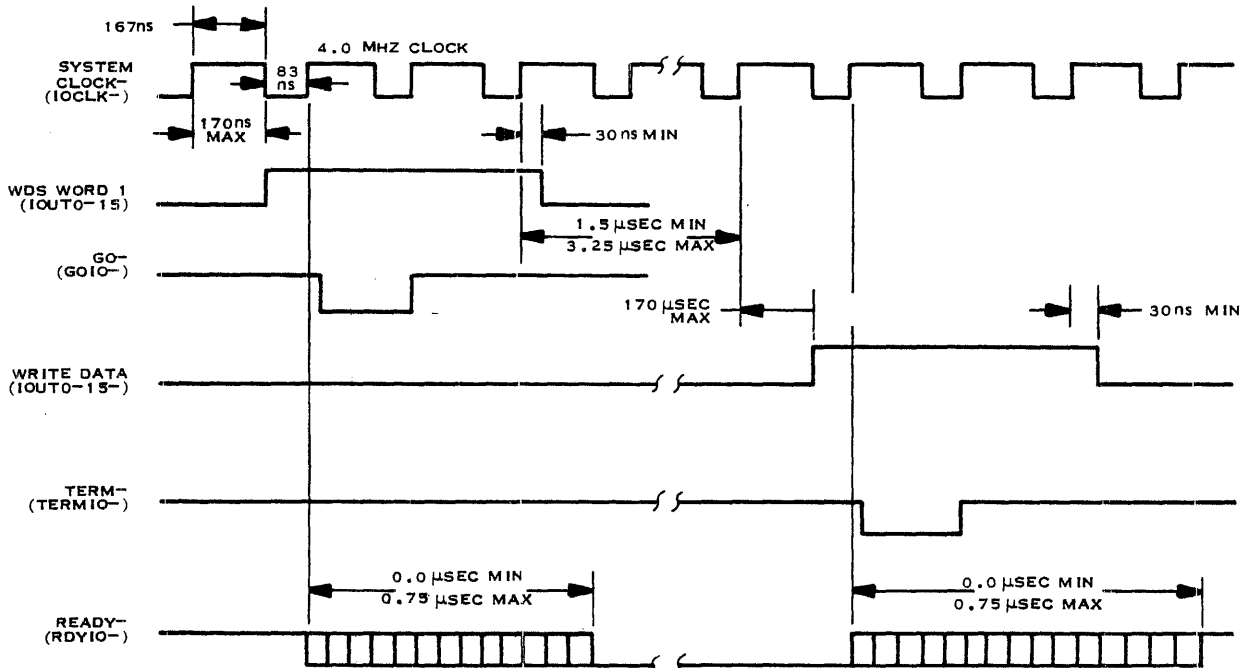 167ns
4.0 MHZ CLOCK
SYSTEM
CLOCK-
(IOCLK-)
83
ns
170ns
MAX
30ns MIN
WDS WORD 1
(IOUT0-15)
1.5 µSEC MIN
3.25 µSEC MAX
GO-
(GOIO-)
170 µSEC
MAX
30ns MIN
WRITE DATA
(IOUT0-15-)
TERM-
(TERMIO-)
0.0 µSEC MIN
0.75 µSEC MAX
0.0 µSEC MIN
0.75 µSEC MAX
READY-
(RDYIO-)